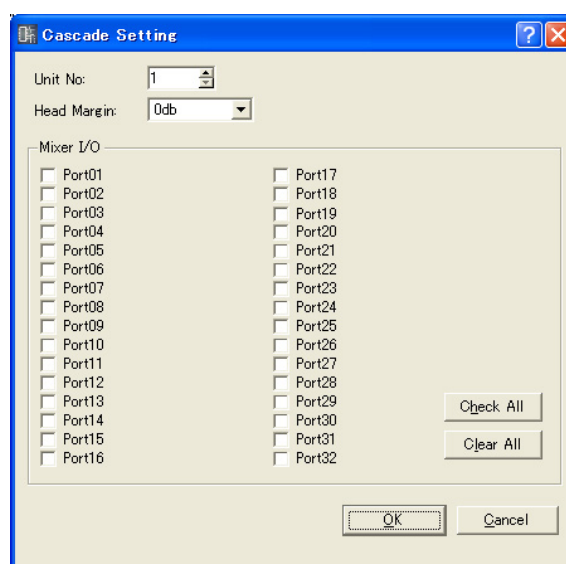 Cascade Setting
Unit No: 1
Head Margin: 0db
Mixer I/O
Port01
Port02
Port03
Port04
Port05
Port06
Port07
Port08
Port09
Port10
Port11
Port12
Port13
Port14
Port15
Port16
Port17
Port18
Port19
Port20
Port21
Port22
Port23
Port24
Port25
Port26
Port27
Port28
Port29
Port30
Port31
Port32
Check All
Clear All
OK
Cancel